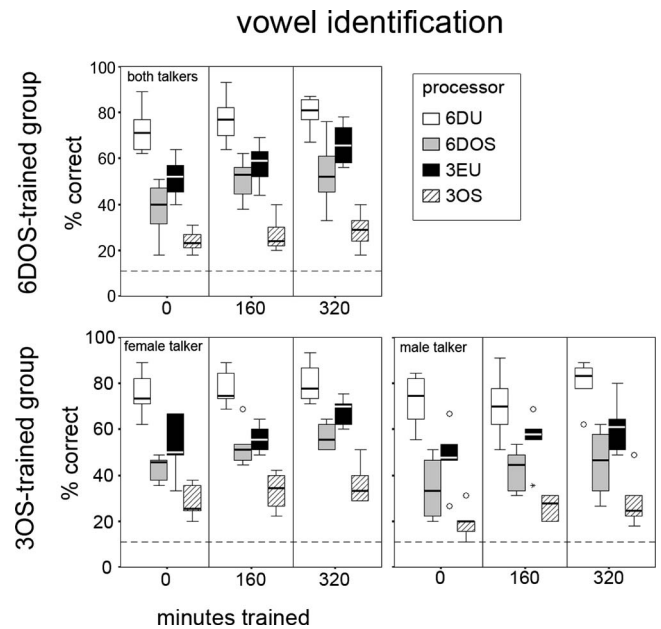 vowel identification
6DOS-trained group
% correct
100
80
60
40
20
0
both talkers
0
160
320
processor
6DU
6DOS
3EU
3OS
3OS-trained group
% correct
100
80
60
40
20
0
female talker
0
160
320
male talker
0
160
320
minutes trained